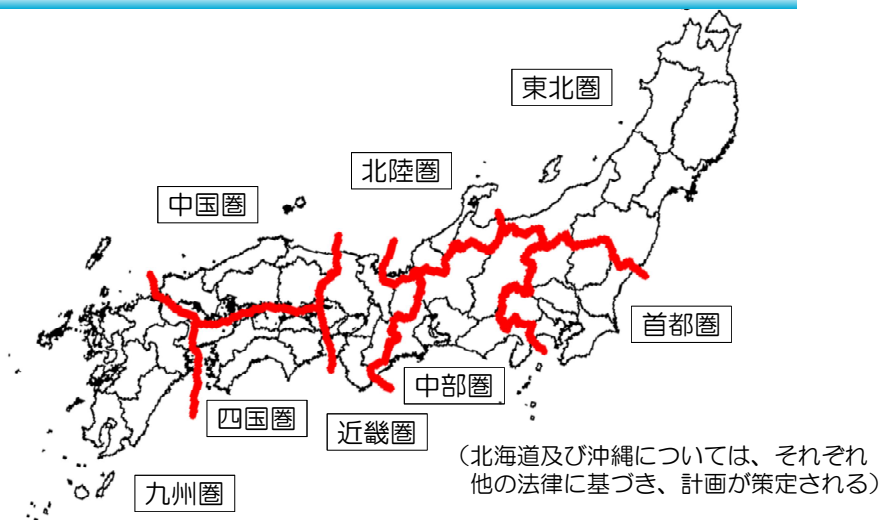 東北圏
北陸圏
中国圏
首都圏
中部圏
四国圏
近畿圏
九州圏
（北海道及び沖縄については、それぞれ
他の法律に基づき、計画が策定される）